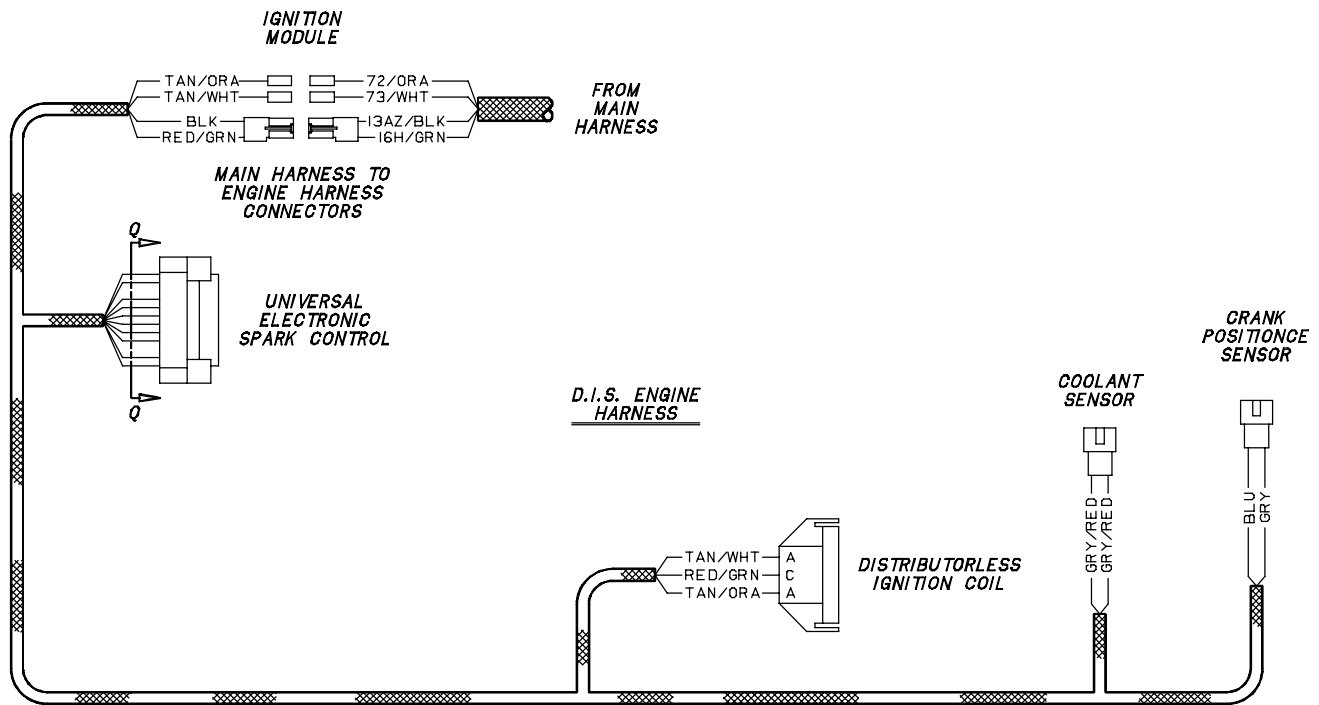 IGNITION
MODULE
TAN/ORA
TAN/WHT
BLK
RED/GRN
72/ORA
73/WHT
13AZ/BLK
16H/GRN
FROM
MAIN
HARNESS
MAIN HARNESS TO
ENGINE HARNESS
CONNECTORS
Q
Q
UNIVERSAL
ELECTRONIC
SPARK CONTROL
D.I.S. ENGINE
HARNESS
COOLANT
SENSOR
CRANK
POSITIONCE
SENSOR
GRY/RED
GRY/RED
BLU
GRY
TAN/WHT A
RED/GRN C
TAN/ORA A
DISTRIBUTORLESS
IGNITION COIL